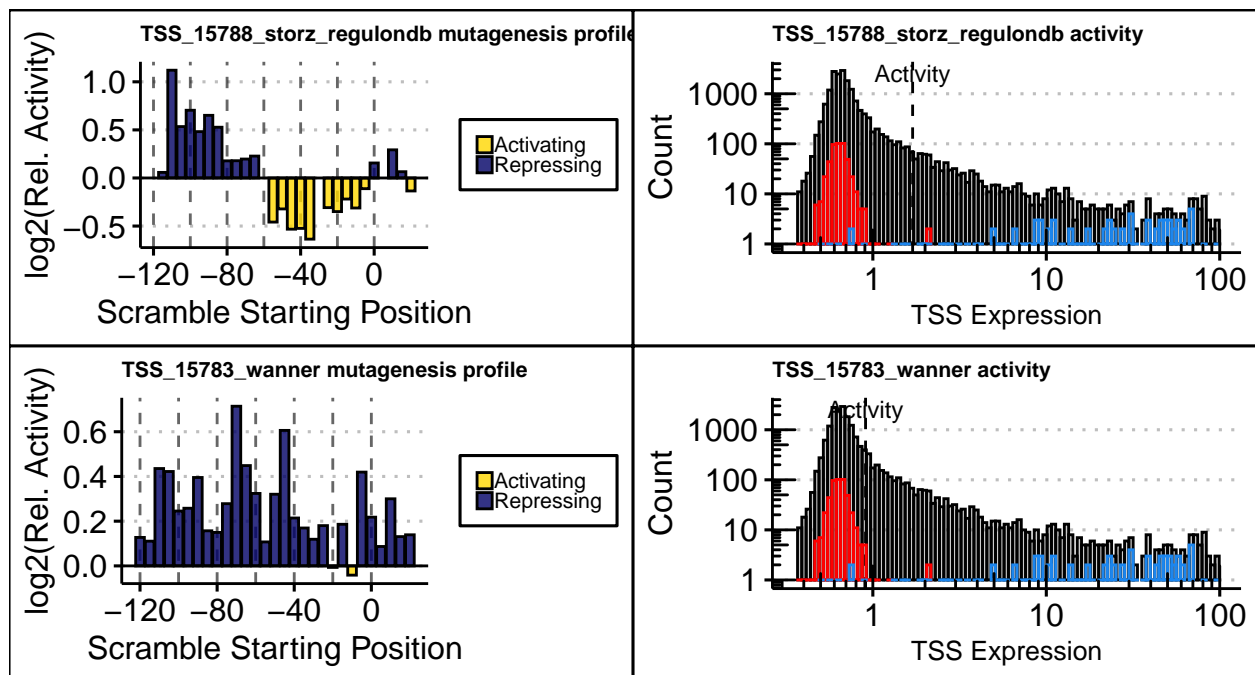 TSS_15788_storz_regulondb mutagenesis profile
log2(Rel. Activity)
1.0
0.5
0.0
−0.5
−120 −80 −40 0
Scramble Starting Position
Activating
Repressing
TSS_15788_storz_regulondb activity
Activity
Count
1000
100
10
1
1 10 100
TSS Expression
TSS_15783_wanner mutagenesis profile
log2(Rel. Activity)
0.6
0.4
0.2
0.0
−120 −80 −40 0
Scramble Starting Position
Activating
Repressing
TSS_15783_wanner activity
Activity
Count
1000
100
10
1
1 10 100
TSS Expression